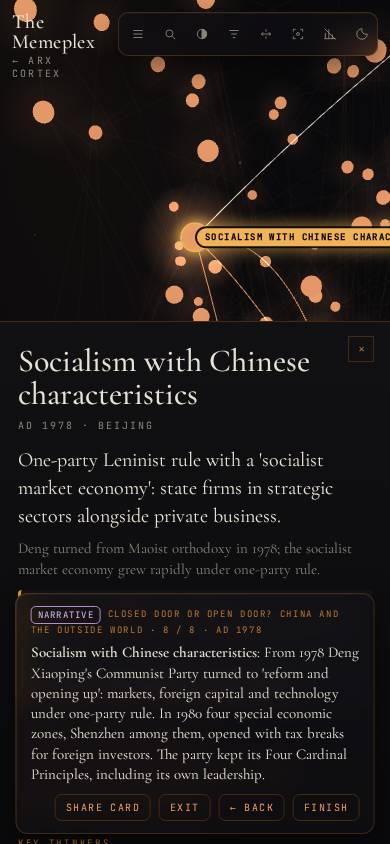 The
Memeplex
← ARX
CORTEX
SOCIALISM WITH CHINESE CHARAC
Socialism with Chinese
characteristics
×
AD 1978 · BEIJING
One-party Leninist rule with a 'socialist
market economy': state firms in strategic
sectors alongside private business.
Deng turned from Maoist orthodoxy in 1978; the socialist
market economy grew rapidly under one-party rule.
NARRATIVE CLOSED DOOR OR OPEN DOOR? CHINA AND
THE OUTSIDE WORLD · 8 / 8 · AD 1978
Socialism with Chinese characteristics: From 1978 Deng
Xiaoping's Communist Party turned to 'reform and
opening up': markets, foreign capital and technology
under one-party rule. In 1980 four special economic
zones, Shenzhen among them, opened with tax breaks
for foreign investors. The party kept its Four Cardinal
Principles, including its own leadership.
SHARE CARD EXIT ← BACK FINISH
KEY THINKERS